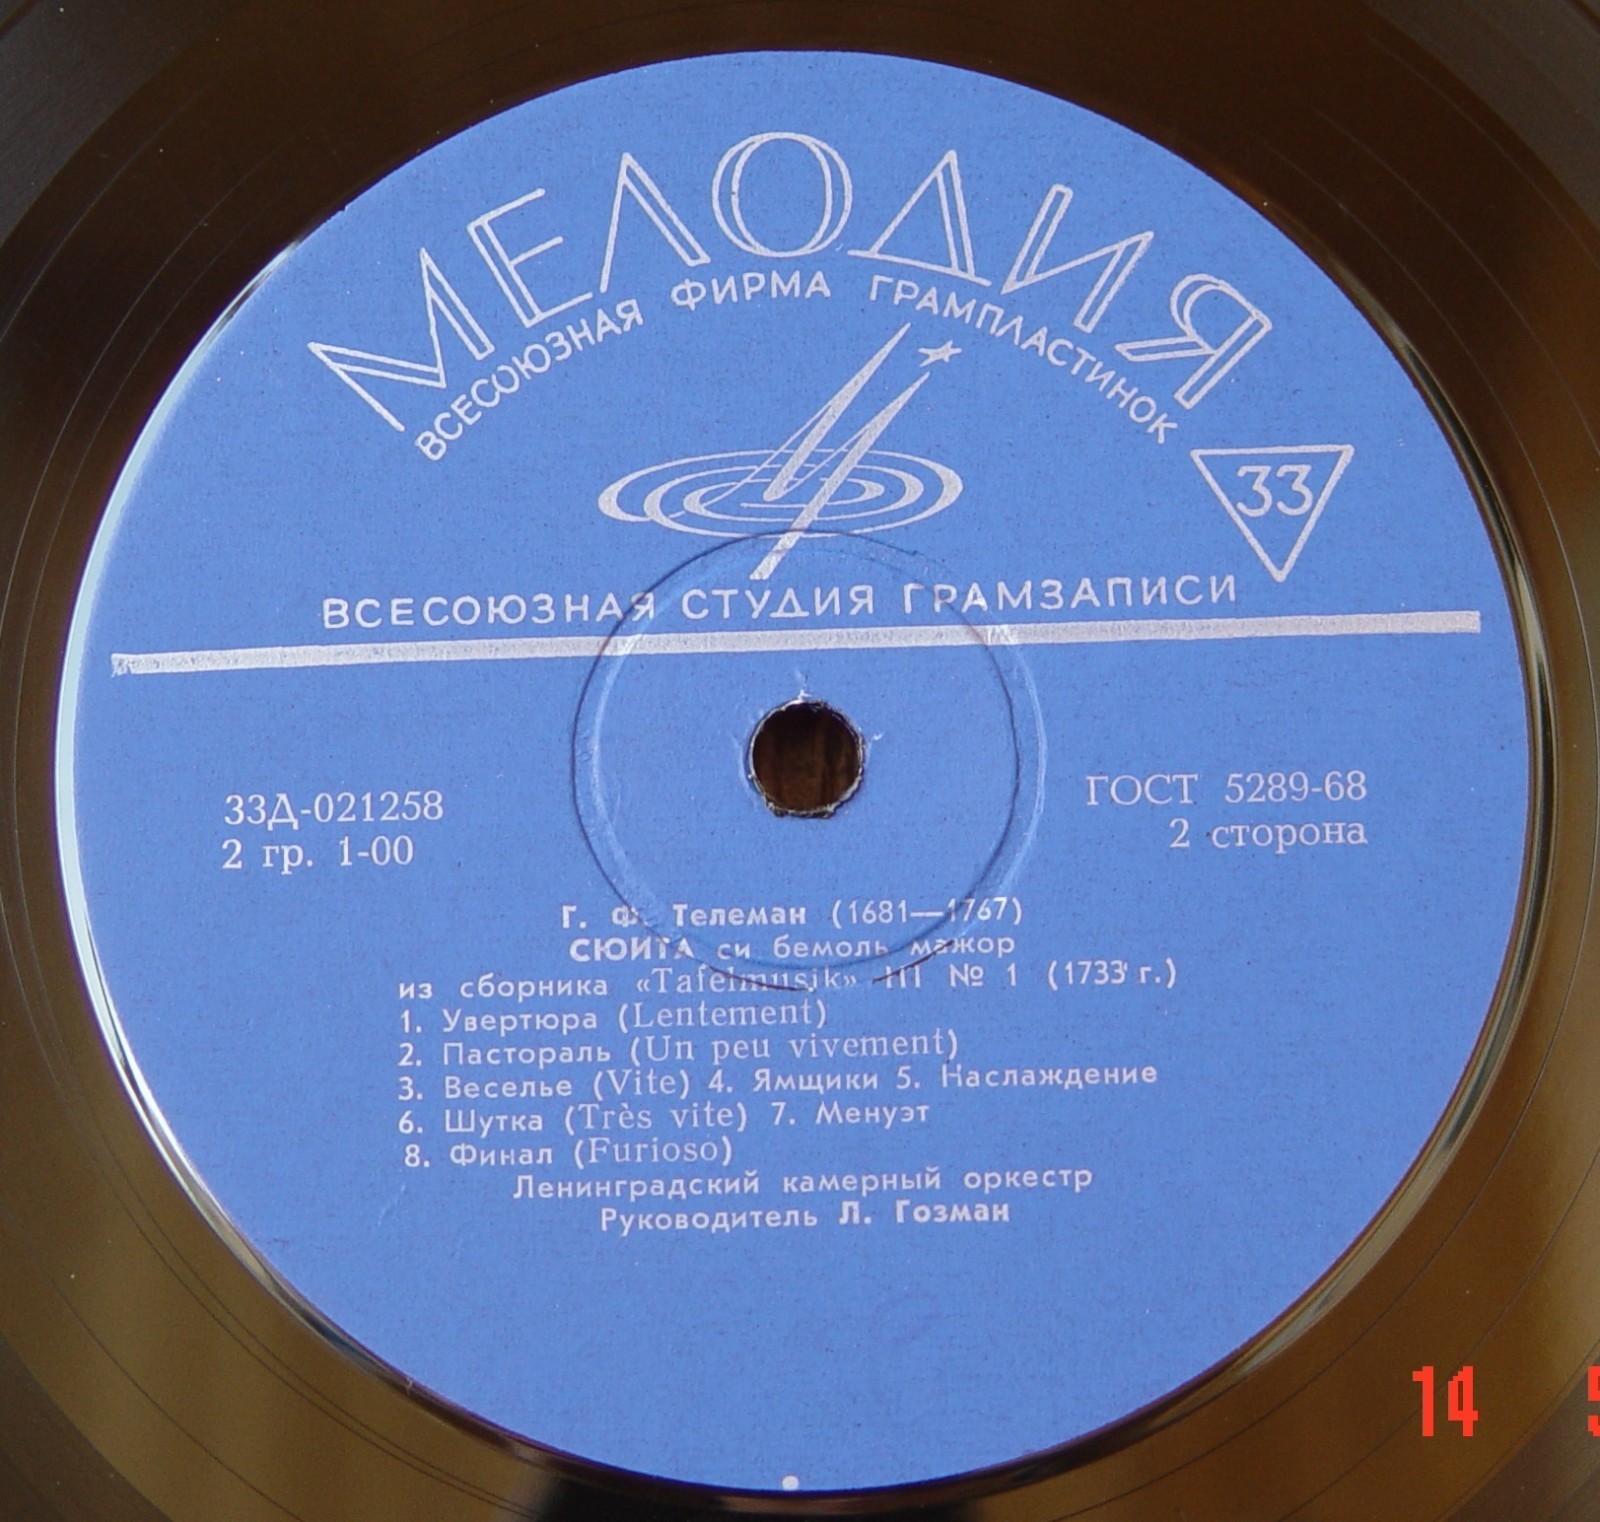 МЕЛОДИЯ
ВСЕСОЮЗНАЯ ФИРМА ГРАМПЛАСТИНОК
33
ВСЕСОЮЗНАЯ СТУДИЯ ГРАМЗАПИСИ
33Д-021258
2 гр. 1-00
ГОСТ 5289-68
2 сторона
Г. Ф. Телеман (1681—1767)
СЮИТА си бемоль мажор
из сборника «Tafelmusik» III № 1 (1733 г.)
1. Увертюра (Lentement)
2. Пастораль (Un peu vivement)
3. Веселье (Vite) 4. Ямщики 5. Наслаждение
6. Шутка (Très vite) 7. Менуэт
8. Финал (Furioso)
Ленинградский камерный оркестр
Руководитель Л. Гозман
14